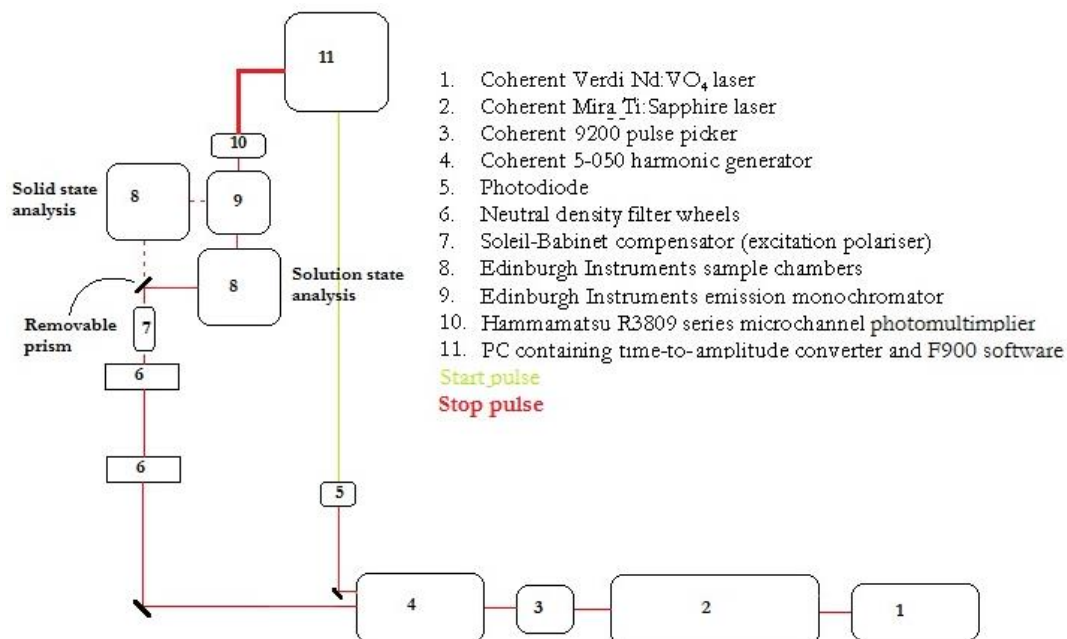 11
10
9
8
Solid state
analysis
8
Solution state
analysis
Removable
prism
7
6
6
5
4
3
2
1
1. Coherent Verdi Nd:VO₄ laser
2. Coherent Mira Ti:Sapphire laser
3. Coherent 9200 pulse picker
4. Coherent 5-050 harmonic generator
5. Photodiode
6. Neutral density filter wheels
7. Soleil-Babinet compensator (excitation polariser)
8. Edinburgh Instruments sample chambers
9. Edinburgh Instruments emission monochromator
10. Hammamatsu R3809 series microchannel photomultimplier
11. PC containing time-to-amplitude converter and F900 software
Start pulse
Stop pulse